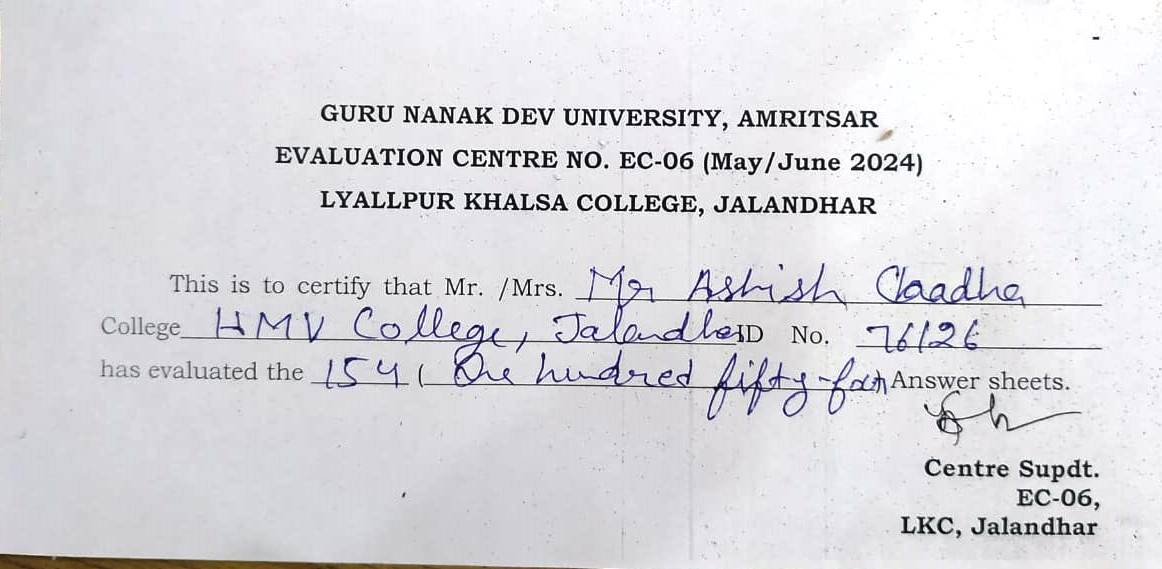 GURU NANAK DEV UNIVERSITY, AMRITSAR
EVALUATION CENTRE NO. EC-06 (May/June 2024)
LYALLPUR KHALSA COLLEGE, JALANDHAR
This is to certify that Mr. /Mrs. Mr Ashish Chadha
College HMV College, Jalandha ID No. 76126
has evaluated the 154 ( One hundred fifty-four Answer sheets.
Centre Supdt.
EC-06,
LKC, Jalandhar